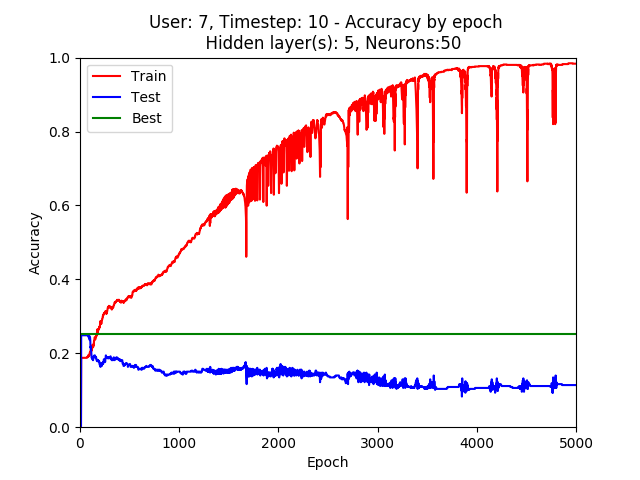 User: 7, Timestep: 10 - Accuracy by epoch
Hidden layer(s): 5, Neurons:50
1.0
Train
Test
Best
0.8
0.6
Accuracy
0.4
0.2
0.0
0
1000
2000
3000
4000
5000
Epoch